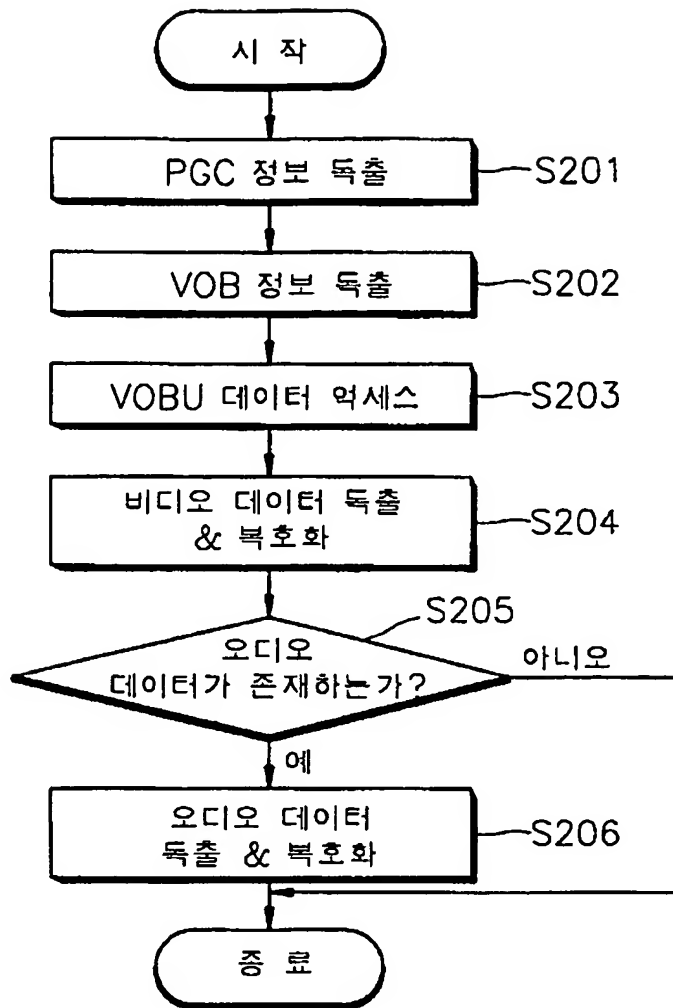 시 작
PGC 정보 독출
S201
VOB 정보 독출
S202
VOBU 데이터 억세스
S203
비디오 데이터 독출
& 복호화
S204
S205
오디오
데이터가 존재하는가?
아니오
예
오디오 데이터
독출 & 복호화
S206
종 료